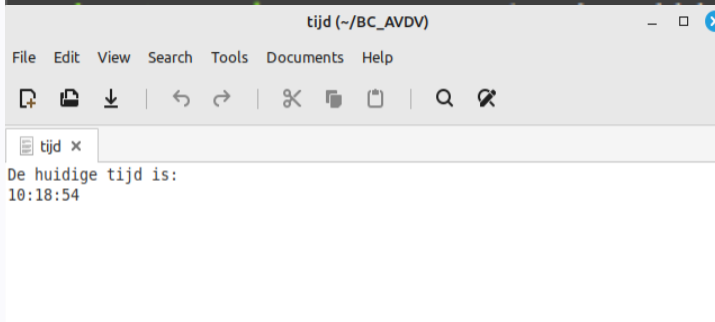 tijd (~/BC_AVDV)
File Edit View Search Tools Documents Help
tijd
De huidige tijd is:
10:18:54